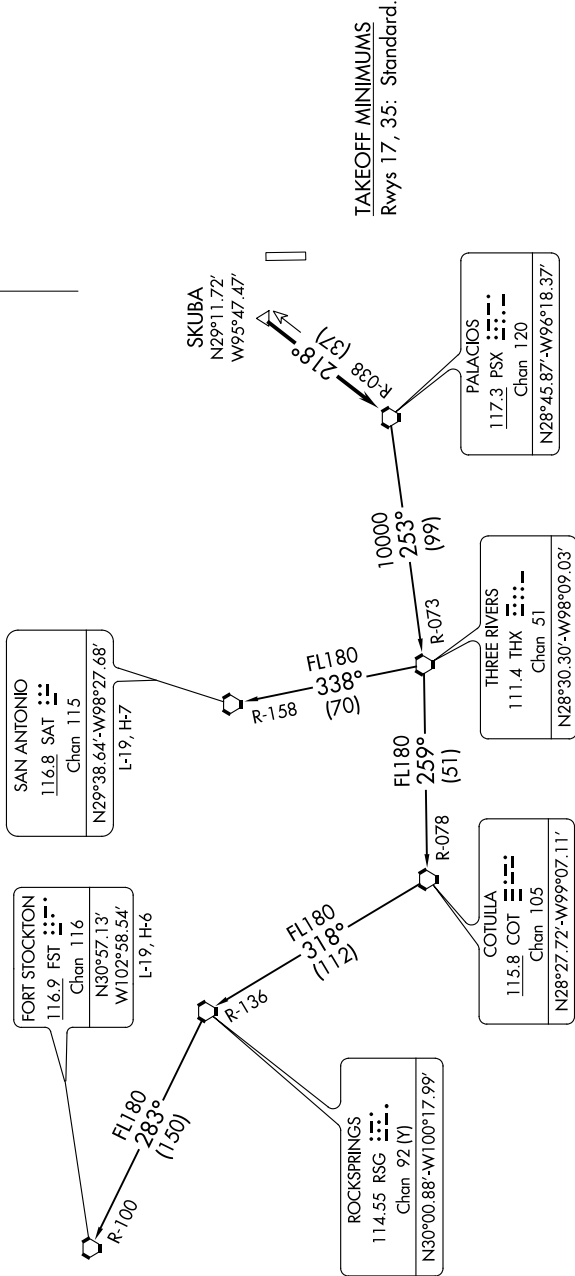 TAKEOFF MINIMUMS
Rwys 17, 35: Standard.
SKUBA
N29°11.72'
W95°47.47'
218°
(37)
R-038
PALACIOS
117.3 PSX
Chan 120
N28°45.87'-W96°18.37'
10000
253°
(99)
R-073
THREE RIVERS
111.4 THX
Chan 51
N28°30.30'-W98°09.03'
FL180
338°
(70)
R-158
SAN ANTONIO
116.8 SAT
Chan 115
N29°38.64'-W98°27.68'
L-19, H-7
FL180
259°
(51)
R-078
COTULLA
115.8 COT
Chan 105
N28°27.72'-W99°07.11'
FL180
318°
(112)
R-136
ROCKSPRINGS
114.55 RSG
Chan 92 (Y)
N30°00.88'-W100°17.99'
FL180
283°
(150)
R-100
FORT STOCKTON
116.9 FST
Chan 116
N30°57.13'
W102°58.54'
L-19, H-6